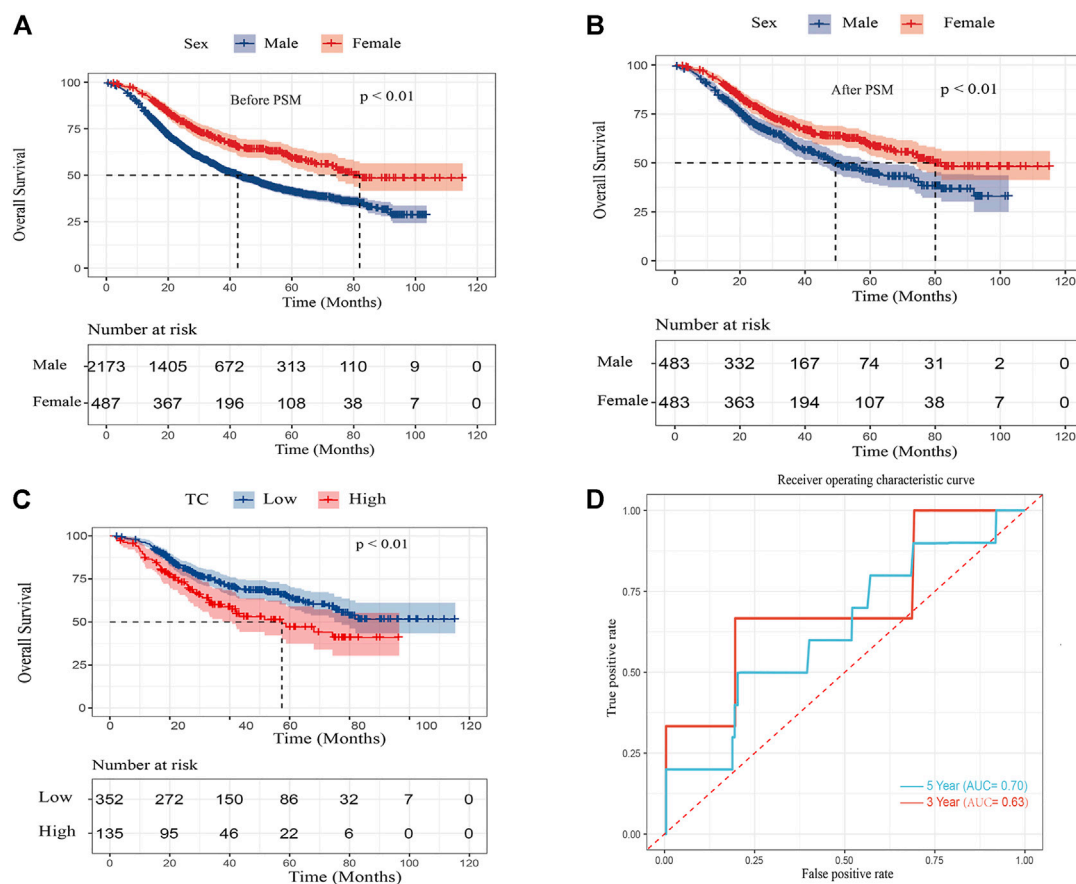 A
Sex Male Female
Overall Survival
100
75
50
25
0
Before PSM p < 0.01
0 20 40 60 80 100 120
Time (Months)
Number at risk
Male 2173 1405 672 313 110 9 0
Female 487 367 196 108 38 7 0
0 20 40 60 80 100 120
B
Sex Male Female
Overall Survival
100
75
50
25
0
After PSM p < 0.01
0 20 40 60 80 100 120
Time (Months)
Number at risk
Male 483 332 167 74 31 2 0
Female 483 363 194 107 38 7 0
0 20 40 60 80 100 120
C
TC Low High
Overall Survival
100
75
50
25
0
p < 0.01
0 20 40 60 80 100 120
Time (Months)
Number at risk
Low 352 272 150 86 32 7 0
High 135 95 46 22 6 0 0
0 20 40 60 80 100 120
D
Receiver operating characteristic curve
True positive rate
1.00
0.75
0.50
0.25
0.00
5 Year (AUC= 0.70)
3 Year (AUC= 0.63)
0.00 0.25 0.50 0.75 1.00
False positive rate